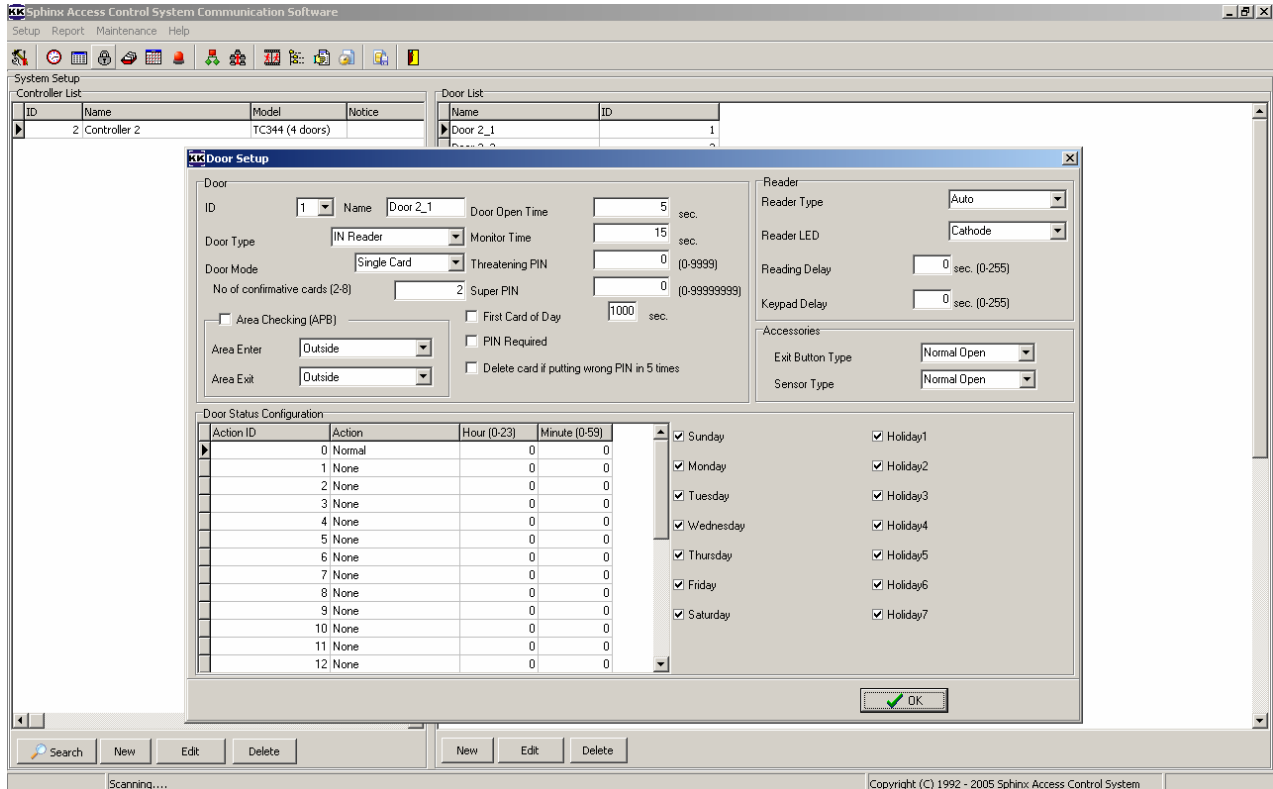 KK Sphinx Access Control System Communication Software
Setup Report Maintenance Help
System Setup
Controller List
ID Name Model Notice
2 Controller 2 TC344 (4 doors)
Door List
Name ID
Door 2_1 1
KK Door Setup
Door
ID 1 Name Door 2_1
Door Type IN Reader
Door Mode Single Card
No of confirmative cards (2-8) 2
Area Checking (APB)
Area Enter Outside
Area Exit Outside
Door Open Time 5 sec.
Monitor Time 15 sec.
Threatening PIN 0 (0-9999)
Super PIN 0 (0-99999999)
First Card of Day 1000 sec.
PIN Required
Delete card if putting wrong PIN in 5 times
Reader
Reader Type Auto
Reader LED Cathode
Reading Delay 0 sec. (0-255)
Keypad Delay 0 sec. (0-255)
Accessories
Exit Button Type Normal Open
Sensor Type Normal Open
Door Status Configuration
Action ID Action Hour (0-23) Minute (0-59)
0 Normal 0 0
1 None 0 0
2 None 0 0
3 None 0 0
4 None 0 0
5 None 0 0
6 None 0 0
7 None 0 0
8 None 0 0
9 None 0 0
10 None 0 0
11 None 0 0
12 None 0 0
Sunday Holiday1
Monday Holiday2
Tuesday Holiday3
Wednesday Holiday4
Thursday Holiday5
Friday Holiday6
Saturday Holiday7
OK
Search New Edit Delete
New Edit Delete
Scanning....
Copyright (C) 1992 - 2005 Sphinx Access Control System